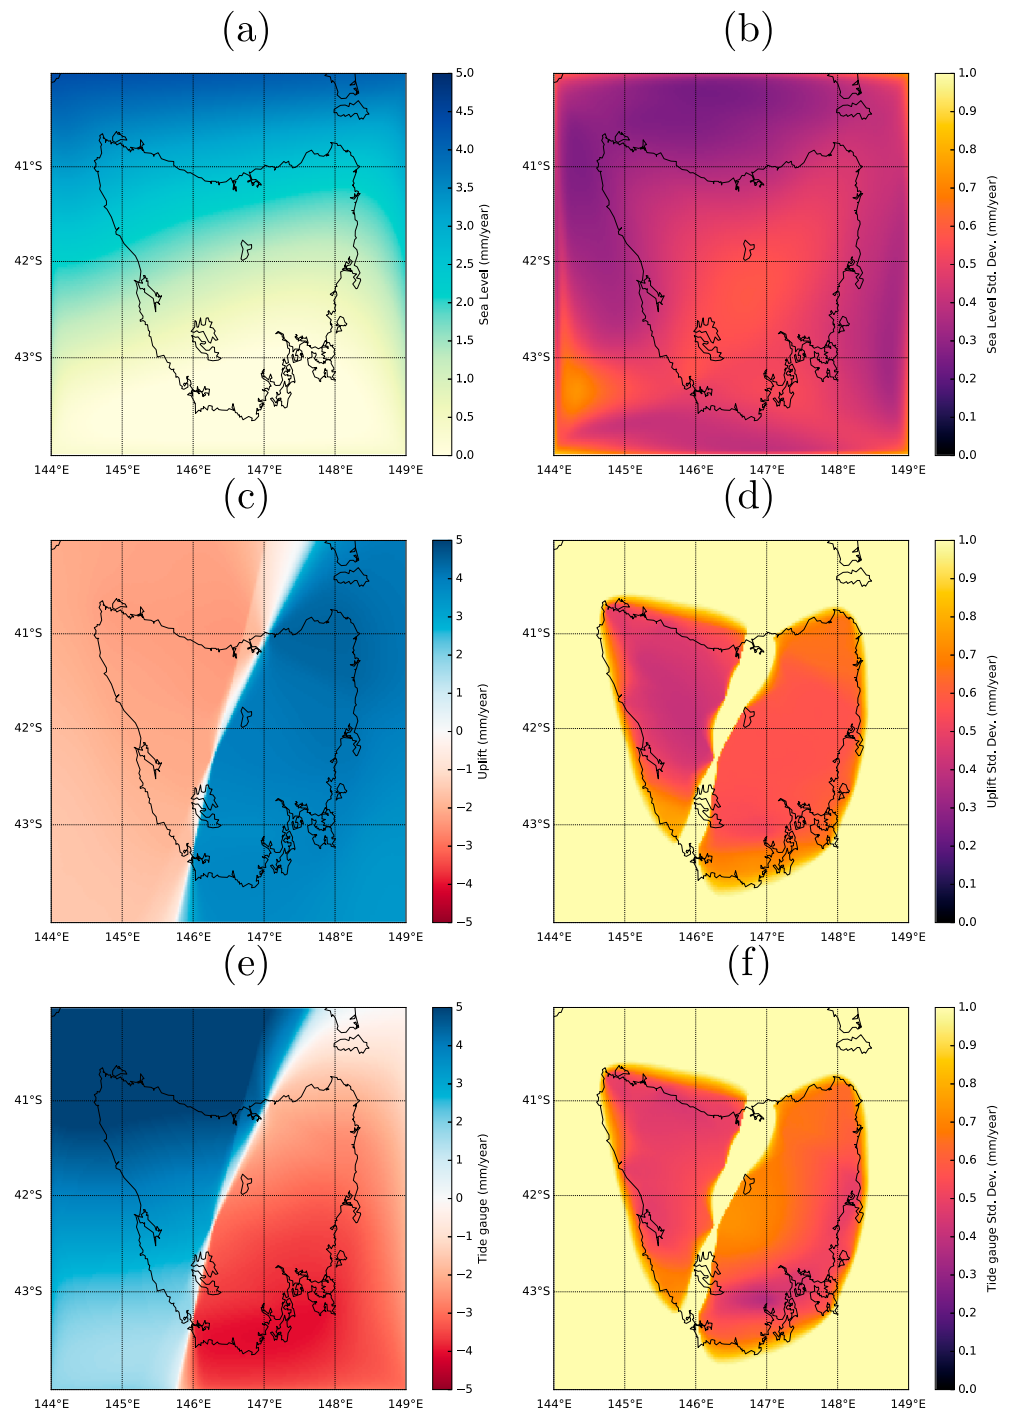 (a)
(b)
41°S
42°S
43°S
144°E 145°E 146°E 147°E 148°E 149°E
5.0
4.5
4.0
3.5
3.0
2.5
2.0
1.5
1.0
0.5
0.0
Sea Level (mm/year)
144°E 145°E 146°E 147°E 148°E 149°E
1.0
0.9
0.8
0.7
0.6
0.5
0.4
0.3
0.2
0.1
0.0
Sea Level Std. Dev. (mm/year)
(c)
(d)
41°S
42°S
43°S
144°E 145°E 146°E 147°E 148°E 149°E
5
4
3
2
1
0
−1
−2
−3
−4
−5
Uplift (mm/year)
144°E 145°E 146°E 147°E 148°E 149°E
1.0
0.9
0.8
0.7
0.6
0.5
0.4
0.3
0.2
0.1
0.0
Uplift Std. Dev. (mm/year)
(e)
(f)
41°S
42°S
43°S
144°E 145°E 146°E 147°E 148°E 149°E
5
4
3
2
1
0
−1
−2
−3
−4
−5
Tide gauge (mm/year)
144°E 145°E 146°E 147°E 148°E 149°E
1.0
0.9
0.8
0.7
0.6
0.5
0.4
0.3
0.2
0.1
0.0
Tide gauge Std. Dev. (mm/year)